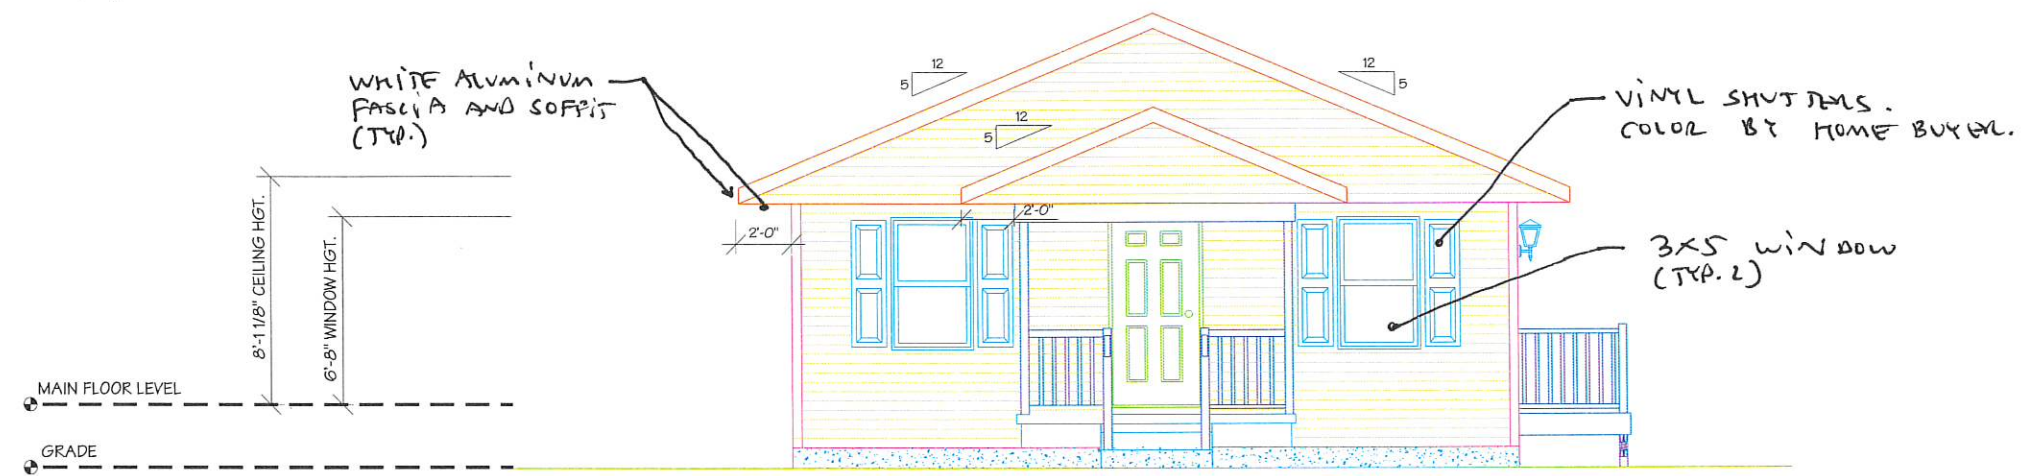 WHITE ALUMINUM
FASCIA AND SOFFIT
(TYP.)
12
5
12
5
12
5
VINYL SHUTTERS.
COLOR BY HOME BUYER.
3X5 WINDOW
(TYP. 2)
2'-0"
2'-0"
8'-1 1/8" CEILING HGT.
6'-8" WINDOW HGT.
MAIN FLOOR LEVEL
GRADE